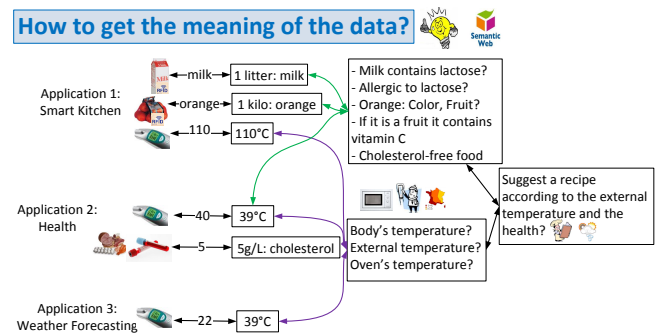 How to get the meaning of the data?
Semantic
Web
Application 1:
Smart Kitchen
milk
1 litter: milk
Milk
RFID
orange
1 kilo: orange
RFID
110
110°C
- Milk contains lactose?
- Allergic to lactose?
- Orange: Color, Fruit?
- If it is a fruit it contains
vitamin C
- Cholesterol-free food
Suggest a recipe
according to the external
temperature and the
health?
Application 2:
Health
40
39°C
5
5g/L: cholesterol
Body's temperature?
External temperature?
Oven's temperature?
Application 3:
Weather Forecasting
22
39°C